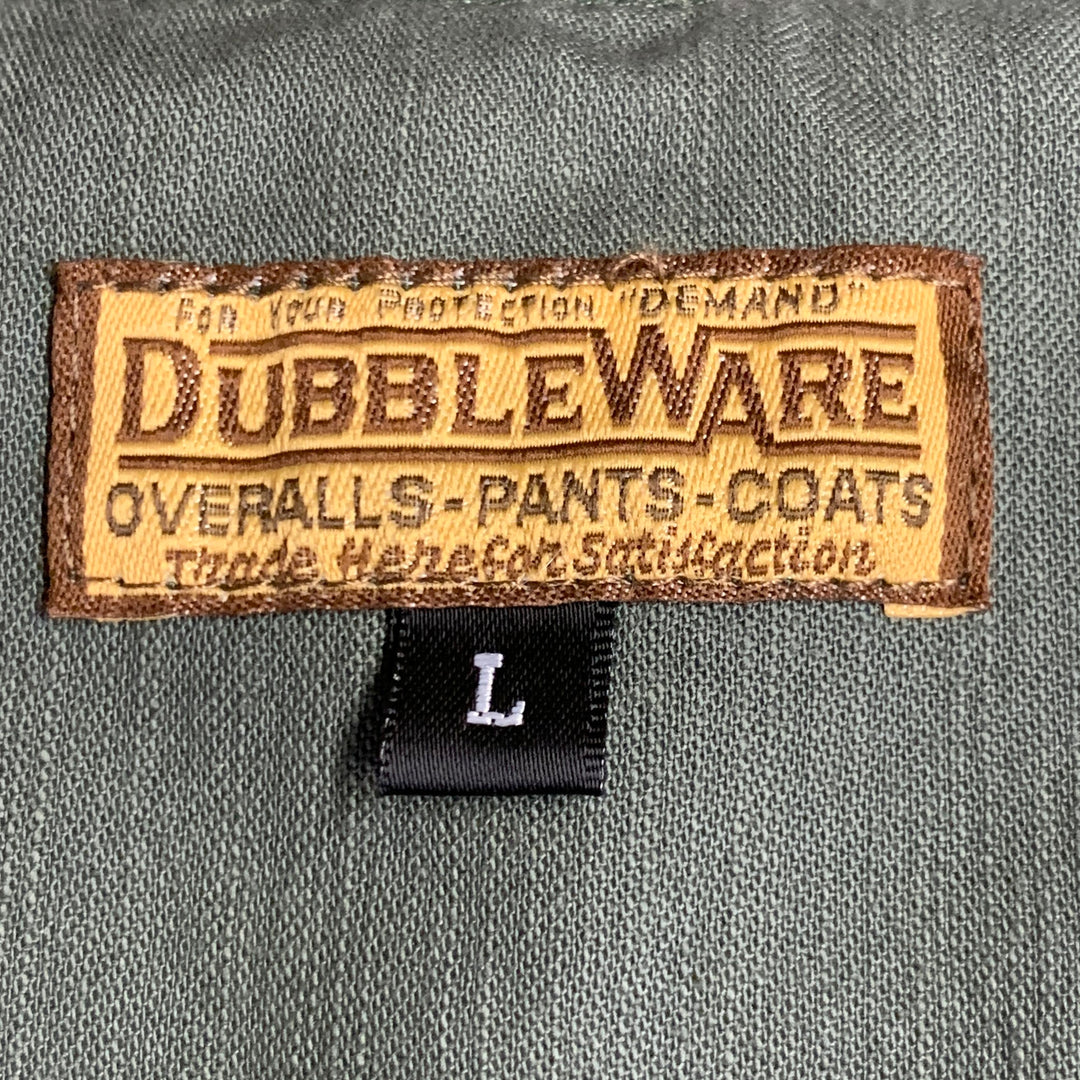 FOR YOUR PROTECTION "DEMAND"
DUBBLEWARE
OVERALLS-PANTS-COATS
Trade Here for Satisfaction
L